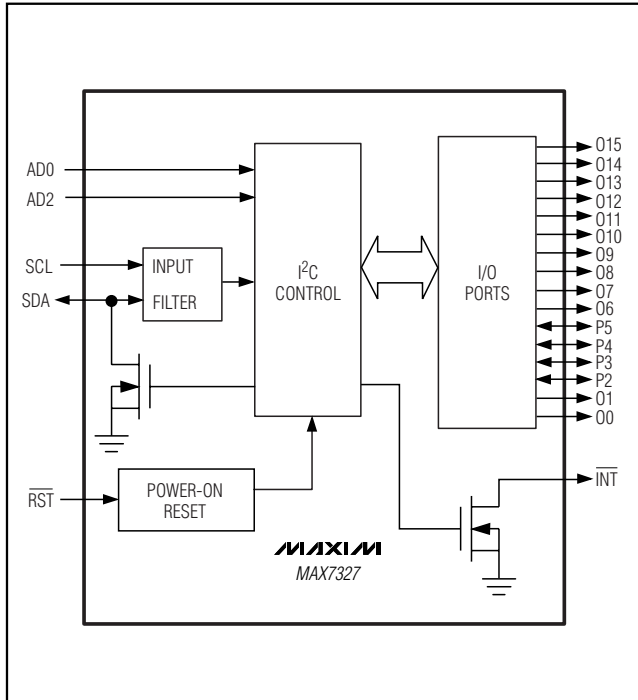 AD0
AD2
SCL
SDA
RST
INPUT
FILTER
I²C
CONTROL
I/O
PORTS
POWER-ON
RESET
O15
O14
O13
O12
O11
O10
O9
O8
O7
O6
P5
P4
P3
P2
O1
O0
INT
MAXIM
MAX7327